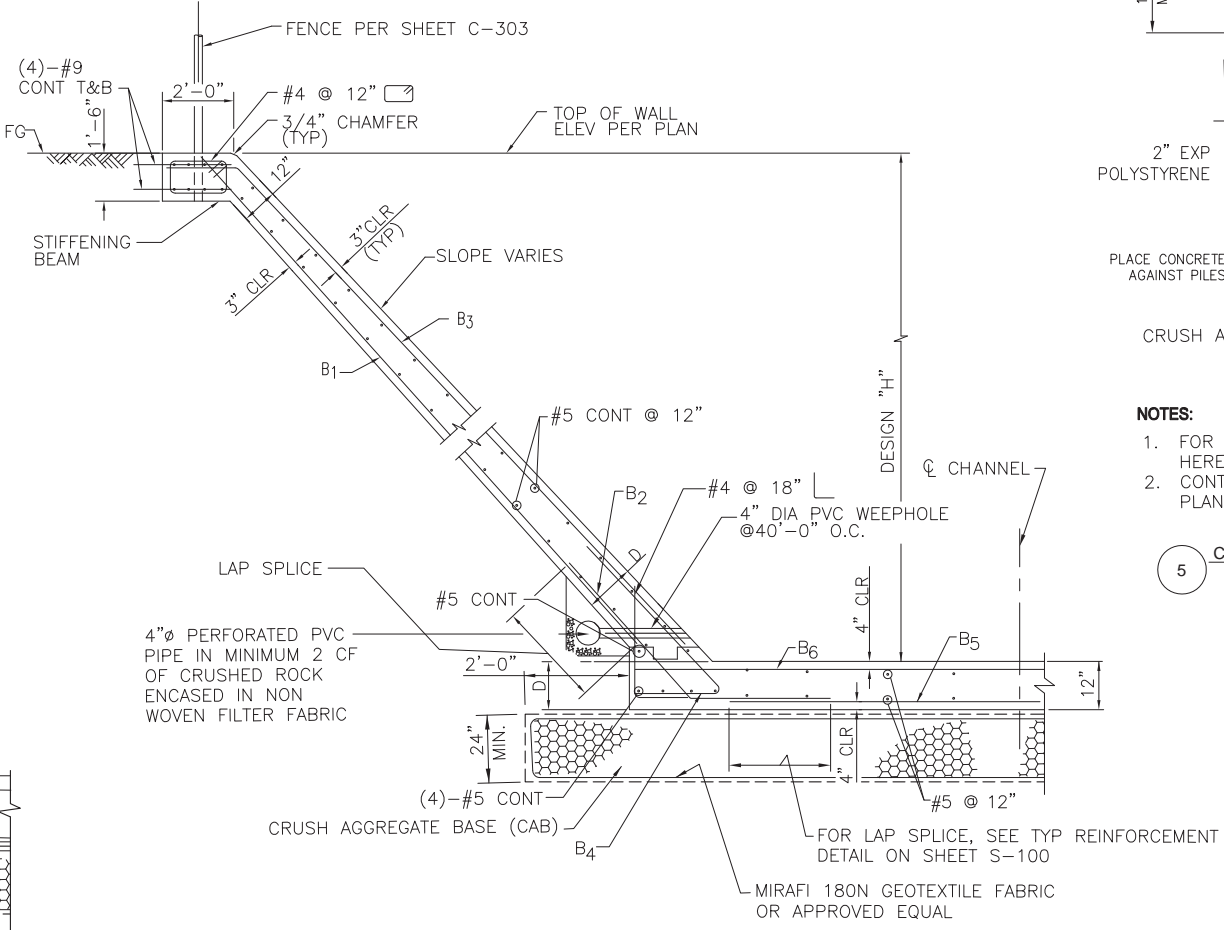 FENCE PER SHEET C-303
(4)-#9
CONT T&B
2'-0"
#4 @ 12"
3/4" CHAMFER
(TYP)
TOP OF WALL
ELEV PER PLAN
FG
1'-6"
12"
STIFFENING
BEAM
3" CLR
3"CLR
(TYP)
SLOPE VARIES
B3
B1
#5 CONT @ 12"
DESIGN "H"
℄ CHANNEL
B2
#4 @ 18"
4" DIA PVC WEEPHOLE
@40'-0" O.C.
D
LAP SPLICE
#5 CONT
4"ø PERFORATED PVC
PIPE IN MINIMUM 2 CF
OF CRUSHED ROCK
ENCASED IN NON
WOVEN FILTER FABRIC
2'-0"
D
4" CLR
B6
B5
12"
24"
MIN.
4" CLR
(4)-#5 CONT
#5 @ 12"
CRUSH AGGREGATE BASE (CAB)
B4
FOR LAP SPLICE, SEE TYP REINFORCEMENT
DETAIL ON SHEET S-100
MIRAFI 180N GEOTEXTILE FABRIC
OR APPROVED EQUAL
2" EXP
POLYSTYRENE
PLACE CONCRETE
AGAINST PILES
CRUSH A
NOTES:
1. FOR
HERE
2. CONT
PLAN
5
C